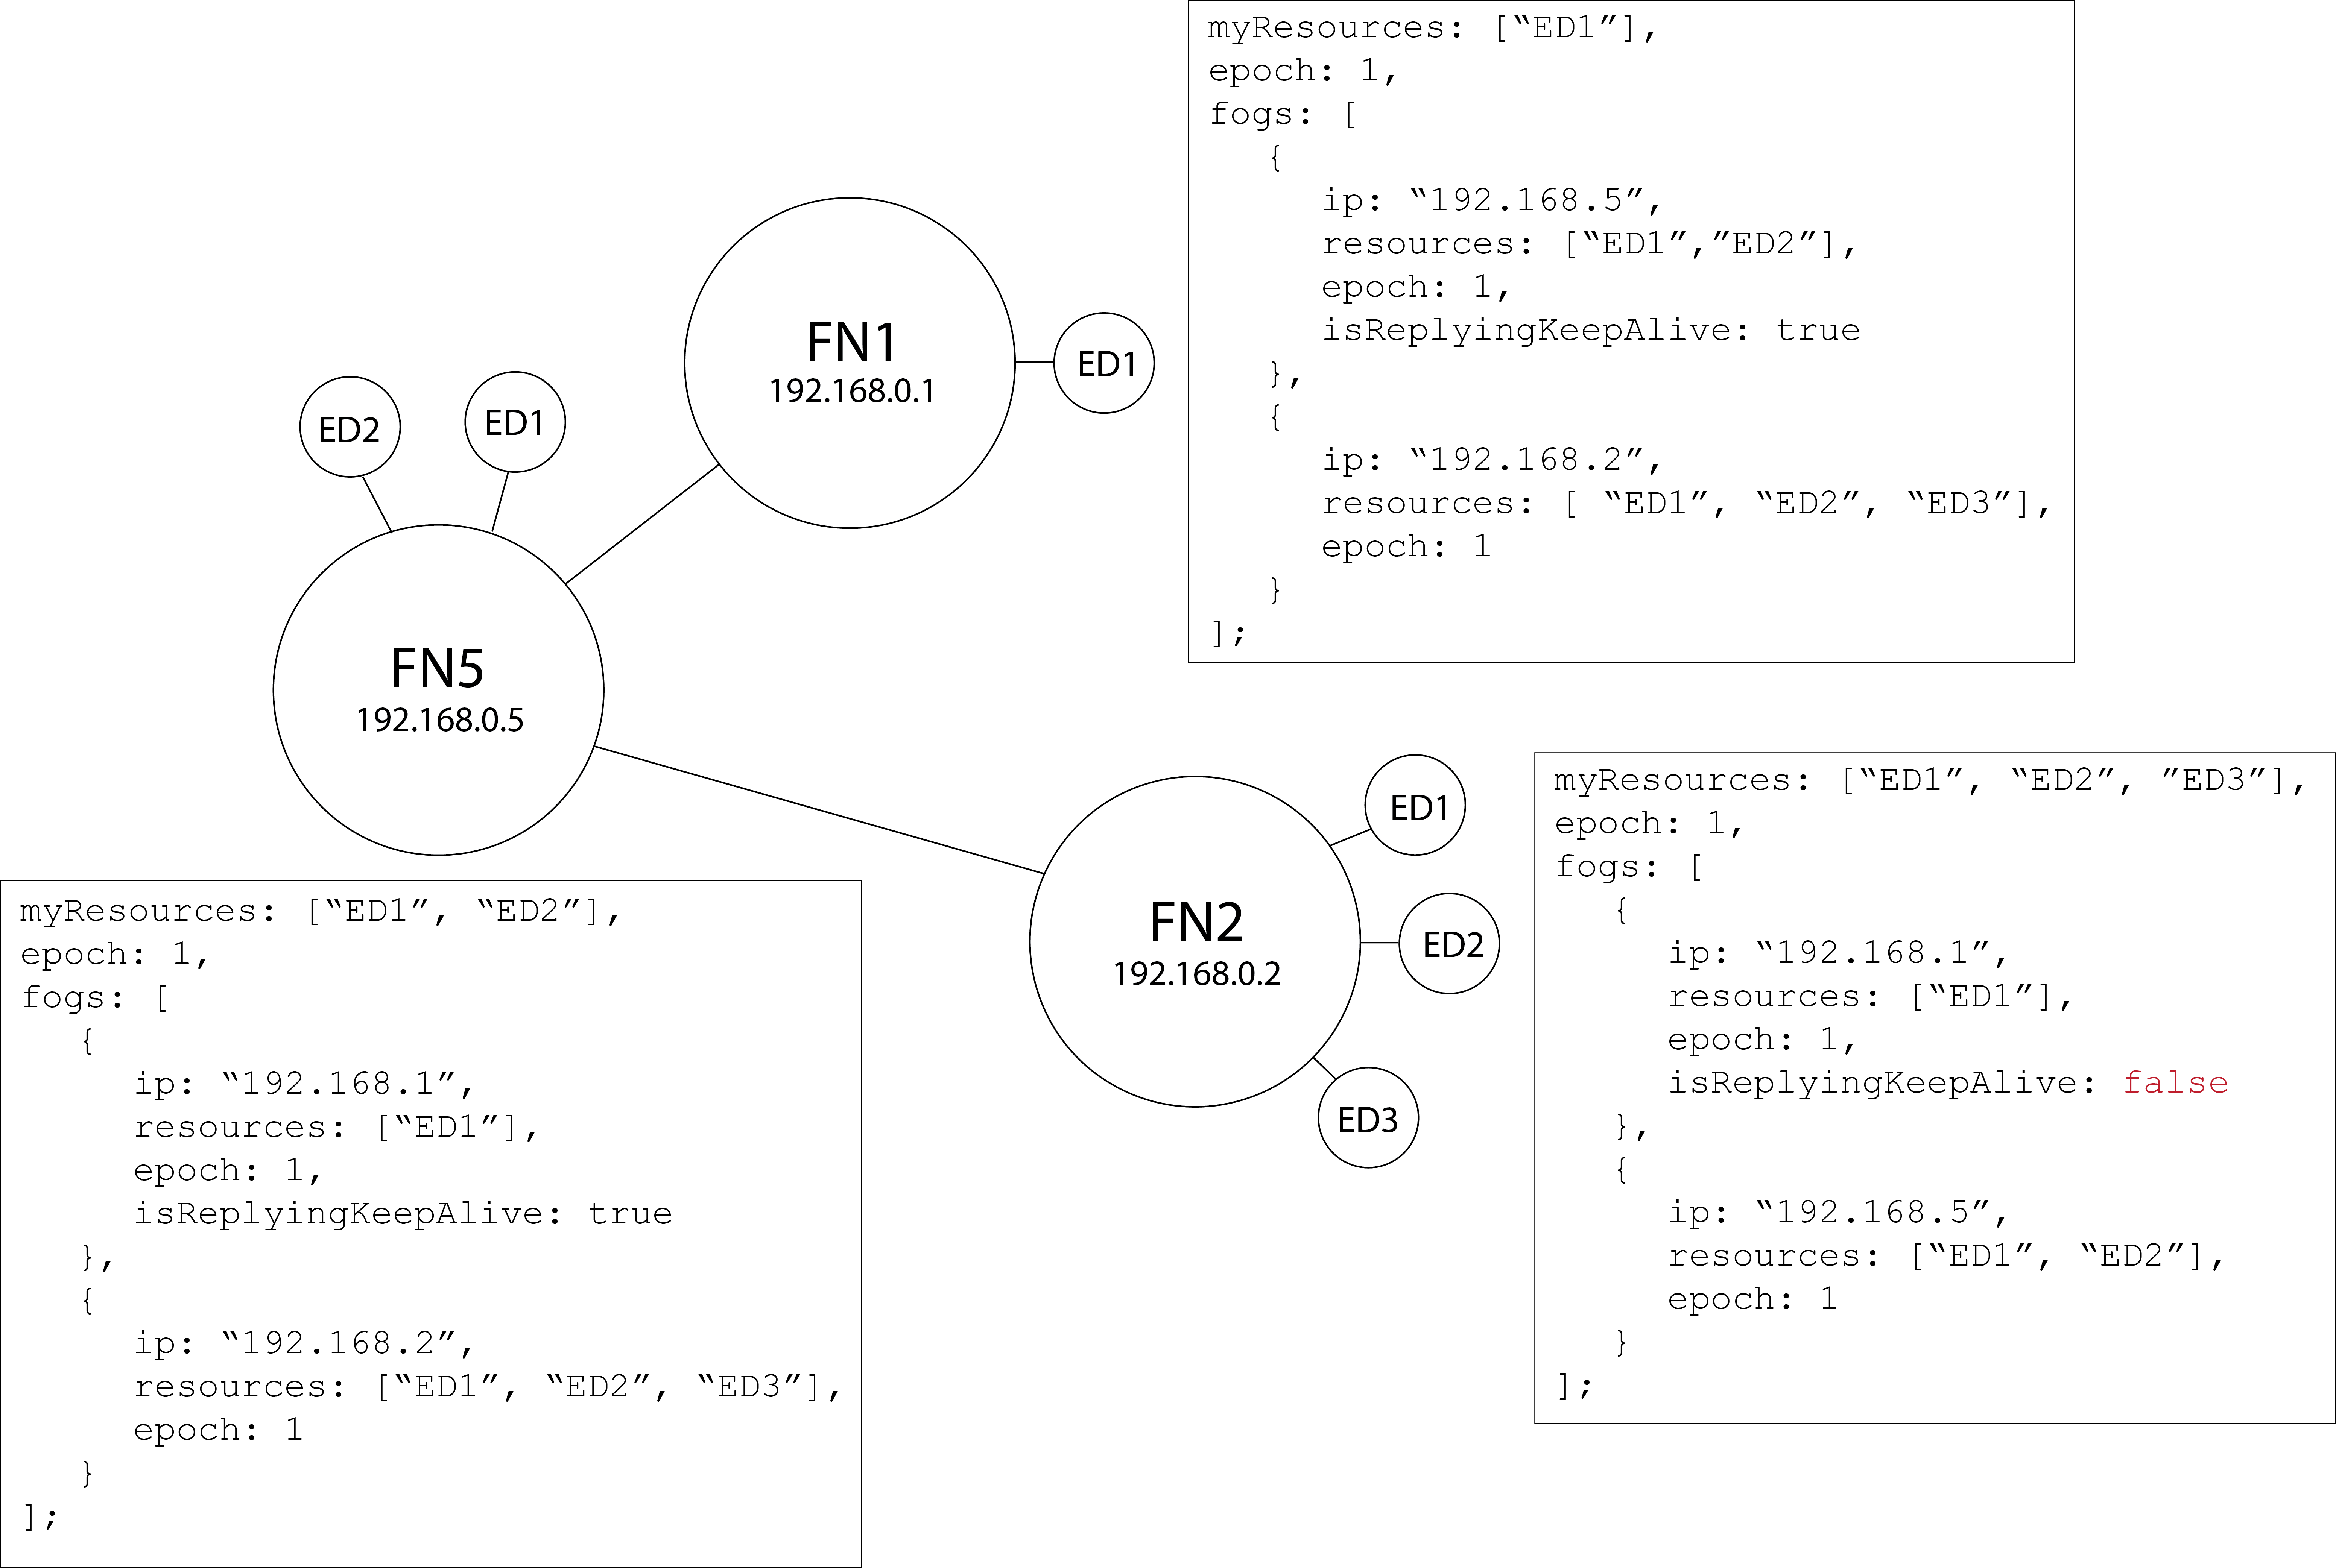 myResources: [“ED1”],
epoch: 1,
fogs: [
{
ip: “192.168.5”,
resources: [“ED1”,”ED2”],
epoch: 1,
isReplyingKeepAlive: true
},
{
ip: “192.168.2”,
resources: [ “ED1”, “ED2”, “ED3”],
epoch: 1
}
];
FN1
192.168.0.1
ED1
ED2
ED1
FN5
192.168.0.5
FN2
192.168.0.2
ED1
ED2
ED3
myResources: [“ED1”, “ED2”, ”ED3”],
epoch: 1,
fogs: [
{
ip: “192.168.1”,
resources: [“ED1”],
epoch: 1,
isReplyingKeepAlive: false
},
{
ip: “192.168.5”,
resources: [“ED1”, “ED2”],
epoch: 1
}
];
myResources: [“ED1”, “ED2”],
epoch: 1,
fogs: [
{
ip: “192.168.1”,
resources: [“ED1”],
epoch: 1,
isReplyingKeepAlive: true
},
{
ip: “192.168.2”,
resources: [“ED1”, “ED2”, “ED3”],
epoch: 1
}
];